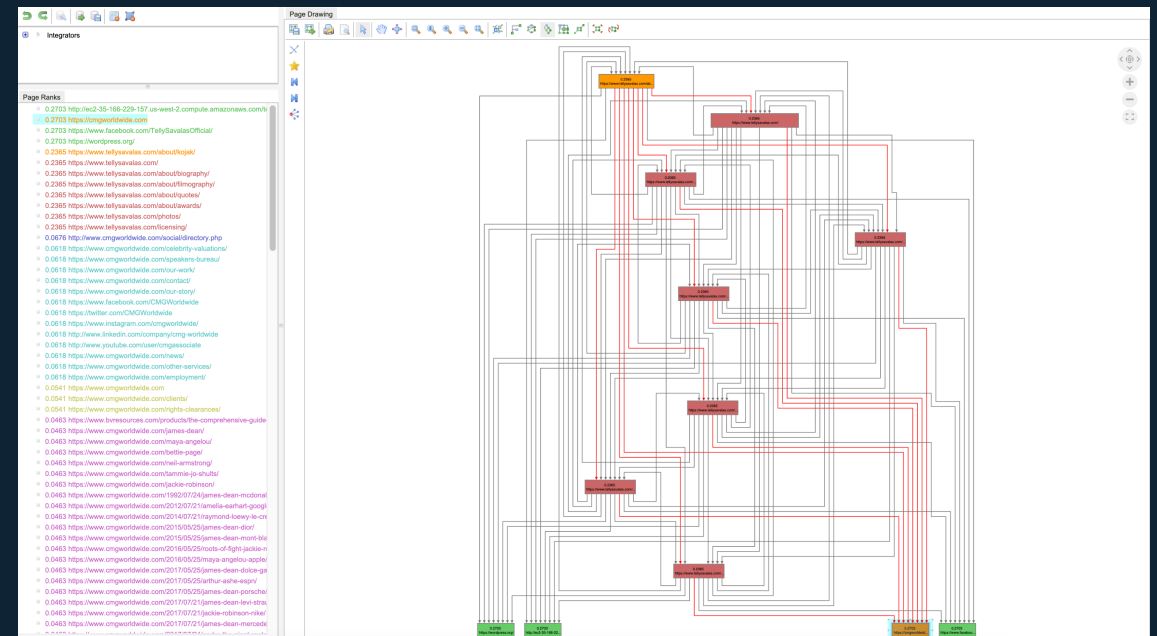 Page Drawing
Integrators
Page Ranks
0.2703 http://ec2-35-166-229-157.us-west-2.compute.amazonaws.com/
0.2703 https://cmgworldwide.com
0.2703 https://www.facebook.com/TellySavalasOfficial/
0.2703 https://wordpress.org/
0.2365 https://www.tellysavalas.com/about/kojak/
0.2365 https://www.tellysavalas.com/
0.2365 https://www.tellysavalas.com/about/biography/
0.2365 https://www.tellysavalas.com/about/filmography/
0.2365 https://www.tellysavalas.com/about/quotes/
0.2365 https://www.tellysavalas.com/about/awards/
0.2365 https://www.tellysavalas.com/photos/
0.2365 https://www.tellysavalas.com/licensing/
0.0676 http://www.cmgworldwide.com/social/directory.php
0.0618 https://www.cmgworldwide.com/celebrity-valuations/
0.0618 https://www.cmgworldwide.com/speakers-bureau/
0.0618 https://www.cmgworldwide.com/our-work/
0.0618 https://www.cmgworldwide.com/contact/
0.0618 https://www.cmgworldwide.com/our-story/
0.0618 https://www.facebook.com/CMGWorldwide
0.0618 https://twitter.com/CMGWorldwide
0.0618 https://www.instagram.com/cmgworldwide/
0.0618 http://www.linkedin.com/company/cmg-worldwide
0.0618 http://www.youtube.com/user/cmgassociate
0.0618 https://www.cmgworldwide.com/news/
0.0618 https://www.cmgworldwide.com/other-services/
0.0618 https://www.cmgworldwide.com/employment/
0.0541 https://www.cmgworldwide.com
0.0541 https://www.cmgworldwide.com/clients/
0.0541 https://www.cmgworldwide.com/rights-clearances/
0.0463 https://www.bvresources.com/products/the-comprehensive-guide
0.0463 https://www.cmgworldwide.com/james-dean/
0.0463 https://www.cmgworldwide.com/maya-angelou/
0.0463 https://www.cmgworldwide.com/bettie-page/
0.0463 https://www.cmgworldwide.com/neil-armstrong/
0.0463 https://www.cmgworldwide.com/tammie-jo-shults/
0.0463 https://www.cmgworldwide.com/jackie-robinson/
0.0463 https://www.cmgworldwide.com/1992/07/24/james-dean-mcdonal
0.0463 https://www.cmgworldwide.com/2012/07/21/amelia-earhart-googl
0.0463 https://www.cmgworldwide.com/2014/07/21/raymond-loewy-le-cre
0.0463 https://www.cmgworldwide.com/2015/05/25/james-dean-dior/
0.0463 https://www.cmgworldwide.com/2015/05/25/james-dean-mont-bla
0.0463 https://www.cmgworldwide.com/2016/05/25/roots-of-fight-jackie-r
0.0463 https://www.cmgworldwide.com/2016/05/25/maya-angelou-apple/
0.0463 https://www.cmgworldwide.com/2017/05/25/james-dean-dolce-ga
0.0463 https://www.cmgworldwide.com/2017/05/25/arthur-ashe-espn/
0.0463 https://www.cmgworldwide.com/2017/05/25/james-dean-porsche/
0.0463 https://www.cmgworldwide.com/2017/07/21/james-dean-levi-strau
0.0463 https://www.cmgworldwide.com/2017/07/21/jackie-robinson-nike/
0.0463 https://www.cmgworldwide.com/2017/07/21/james-dean-mercede
0.2365
https://www.tellysavalas.com/